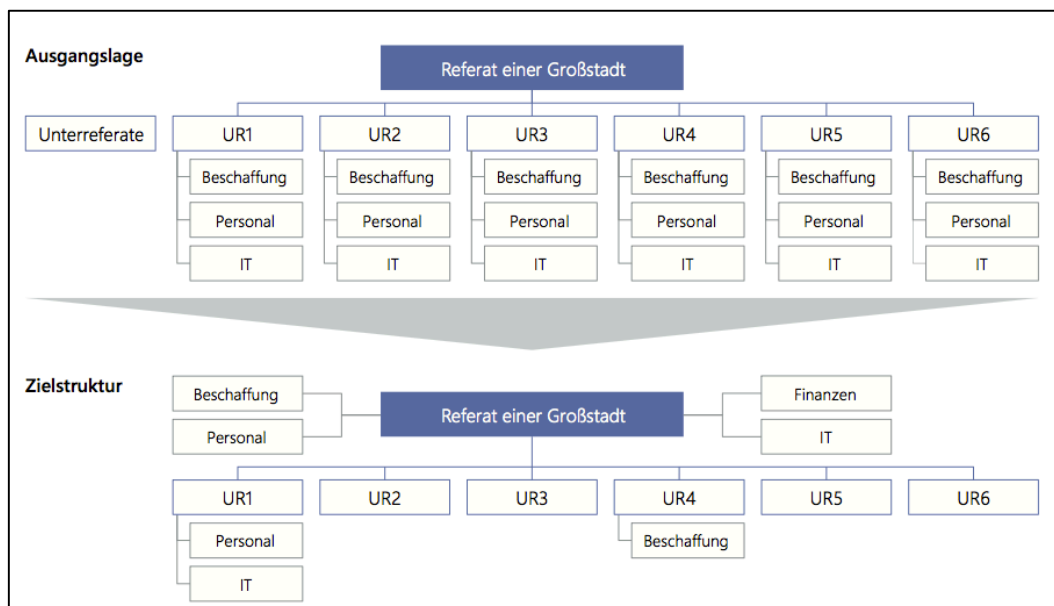 Ausgangslage
Referat einer Großstadt
Unterreferate UR1 UR2 UR3 UR4 UR5 UR6
Beschaffung Beschaffung Beschaffung Beschaffung Beschaffung Beschaffung
Personal Personal Personal Personal Personal Personal
IT IT IT IT IT IT
Zielstruktur
Beschaffung Referat einer Großstadt Finanzen
Personal IT
UR1 UR2 UR3 UR4 UR5 UR6
Personal Beschaffung
IT